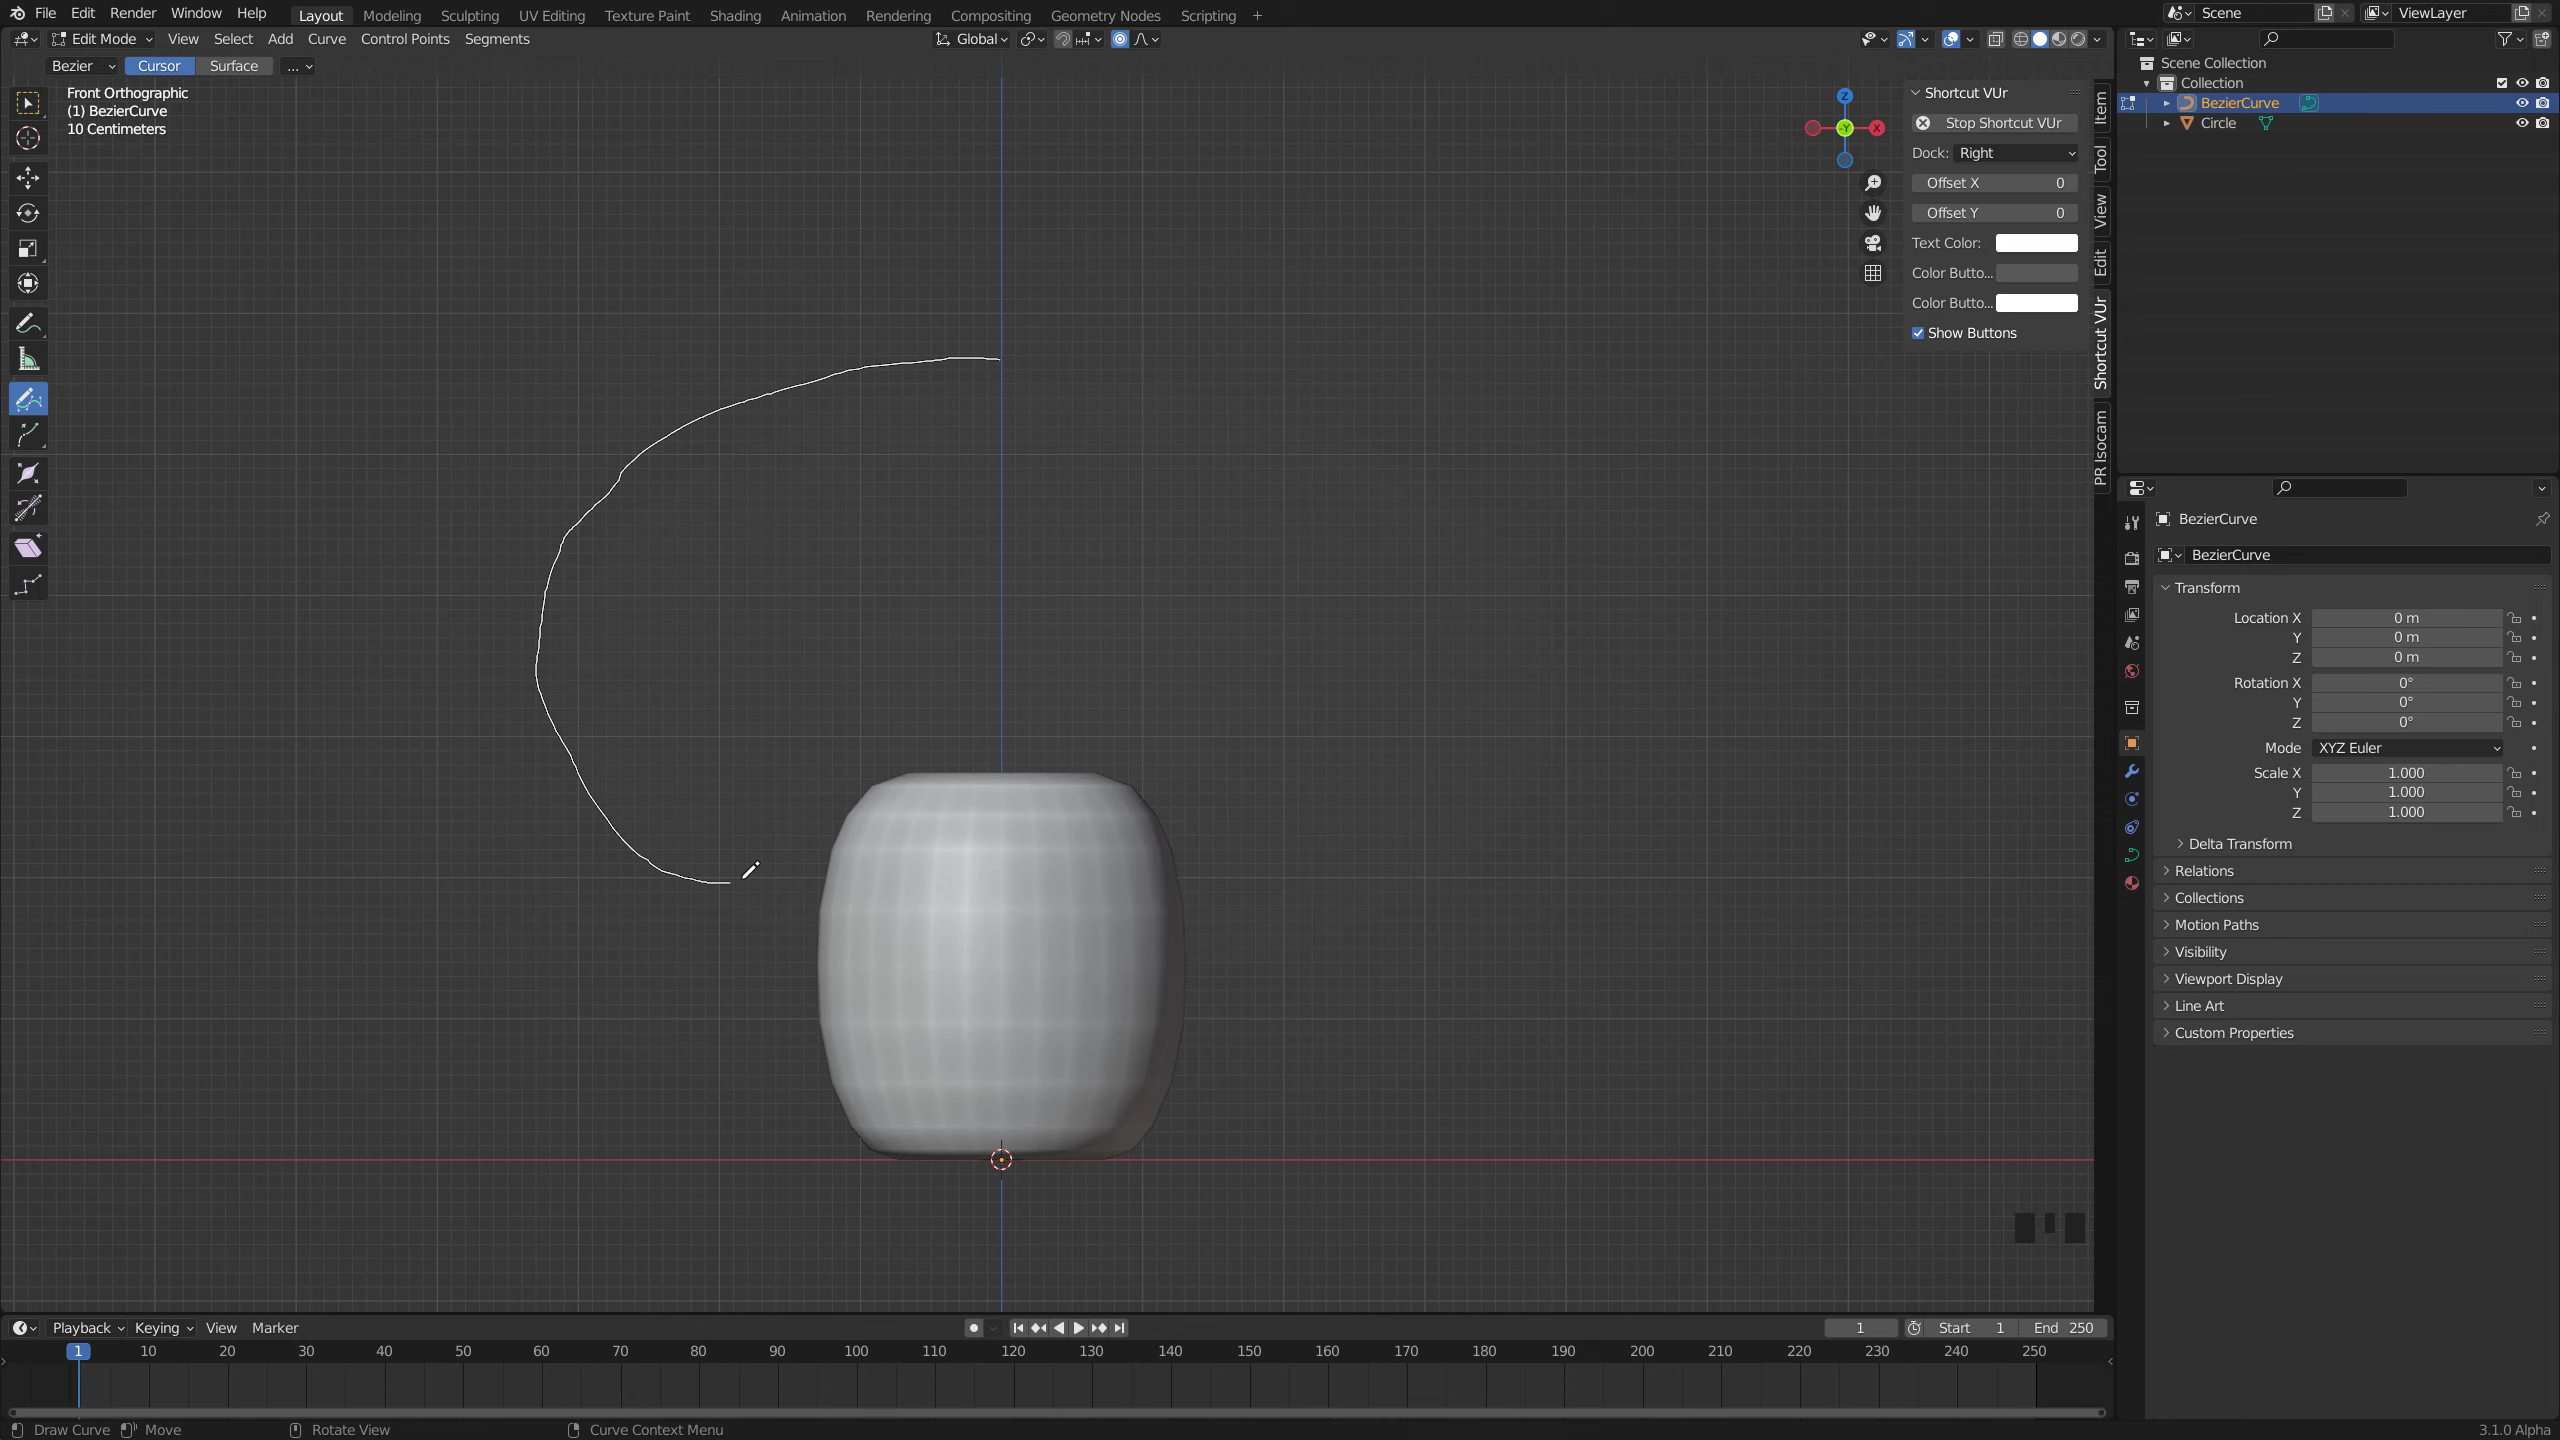 File Edit Render Window Help Layout Modeling Sculpting UV Editing Texture Paint Shading Animation Rendering Compositing Geometry Nodes Scripting + Scene ViewLayer
Edit Mode View Select Add Curve Control Points Segments Global
Bezier Cursor Surface ...
Front Orthographic
(1) BezierCurve
10 Centimeters
Z
Y
X
Shortcut VUr
Stop Shortcut VUr
Dock: Right
Offset X 0
Offset Y 0
Text Color:
Color Butto...
Color Butto...
Show Buttons
Item
Tool
View
Edit
Shortcut VUr
PR Isocam
Scene Collection
Collection
BezierCurve
Circle
BezierCurve
BezierCurve
Transform
Location X 0 m
Y 0 m
Z 0 m
Rotation X 0°
Y 0°
Z 0°
Mode XYZ Euler
Scale X 1.000
Y 1.000
Z 1.000
Delta Transform
Relations
Collections
Motion Paths
Visibility
Viewport Display
Line Art
Custom Properties
Playback Keying View Marker 1 Start 1 End 250
1 10 20 30 40 50 60 70 80 90 100 110 120 130 140 150 160 170 180 190 200 210 220 230 240 250
Draw Curve Move Rotate View Curve Context Menu 3.1.0 Alpha